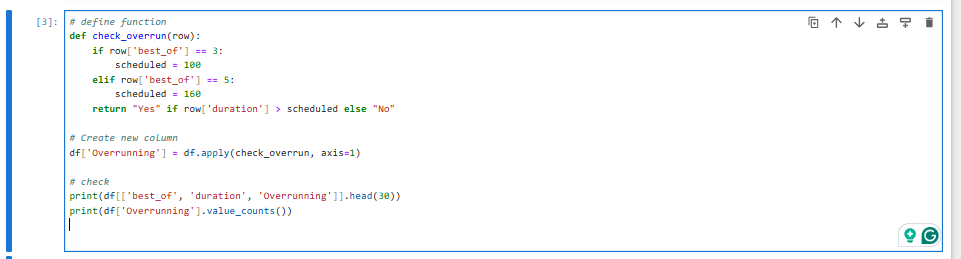 [3]:
# define function
def check_overrun(row):
    if row['best_of'] == 3:
        scheduled = 100
    elif row['best_of'] == 5:
        scheduled = 160
    return "Yes" if row['duration'] > scheduled else "No"

# Create new column
df['Overrunning'] = df.apply(check_overrun, axis=1)

# check
print(df[['best_of', 'duration', 'Overrunning']].head(30))
print(df['Overrunning'].value_counts())